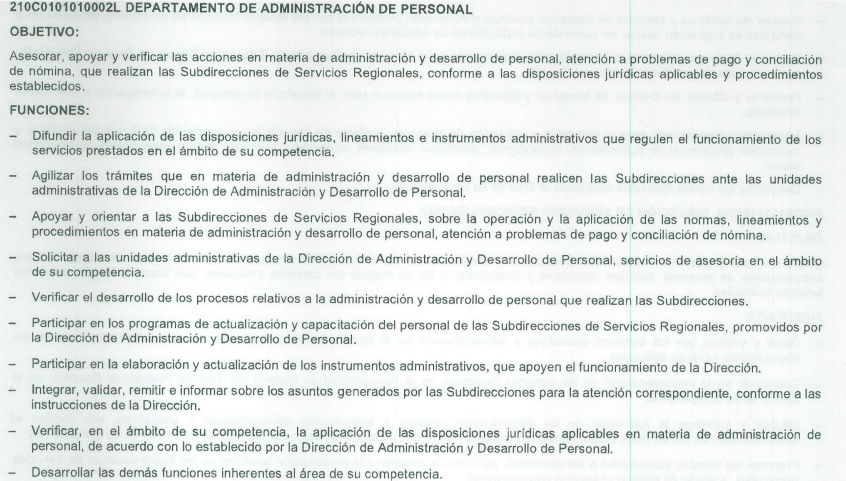 210C0101010002L DEPARTAMENTO DE ADMINISTRACIÓN DE PERSONAL
OBJETIVO:
Asesorar, apoyar y verificar las acciones en materia de administración y desarrollo de personal, atención a problemas de pago y conciliación
de nómina, que realizan las Subdirecciones de Servicios Regionales, conforme a las disposiciones jurídicas aplicables y procedimientos
establecidos.
FUNCIONES:
– Difundir la aplicación de las disposiciones jurídicas, lineamientos e instrumentos administrativos que regulen el funcionamiento de los
servicios prestados en el ámbito de su competencia.
– Agilizar los trámites que en materia de administración y desarrollo de personal realicen las Subdirecciones ante las unidades
administrativas de la Dirección de Administración y Desarrollo de Personal.
– Apoyar y orientar a las Subdirecciones de Servicios Regionales, sobre la operación y la aplicación de las normas, lineamientos y
procedimientos en materia de administración y desarrollo de personal, atención a problemas de pago y conciliación de nómina.
– Solicitar a las unidades administrativas de la Dirección de Administración y Desarrollo de Personal, servicios de asesoría en el ámbito
de su competencia.
– Verificar el desarrollo de los procesos relativos a la administración y desarrollo de personal que realizan las Subdirecciones.
– Participar en los programas de actualización y capacitación del personal de las Subdirecciones de Servicios Regionales, promovidos por
la Dirección de Administración y Desarrollo de Personal.
– Participar en la elaboración y actualización de los instrumentos administrativos, que apoyen el funcionamiento de la Dirección.
– Integrar, validar, remitir e informar sobre los asuntos generados por las Subdirecciones para la atención correspondiente, conforme a las
instrucciones de la Dirección.
– Verificar, en el ámbito de su competencia, la aplicación de las disposiciones jurídicas aplicables en materia de administración de
personal, de acuerdo con lo establecido por la Dirección de Administración y Desarrollo de Personal.
– Desarrollar las demás funciones inherentes al área de su competencia.